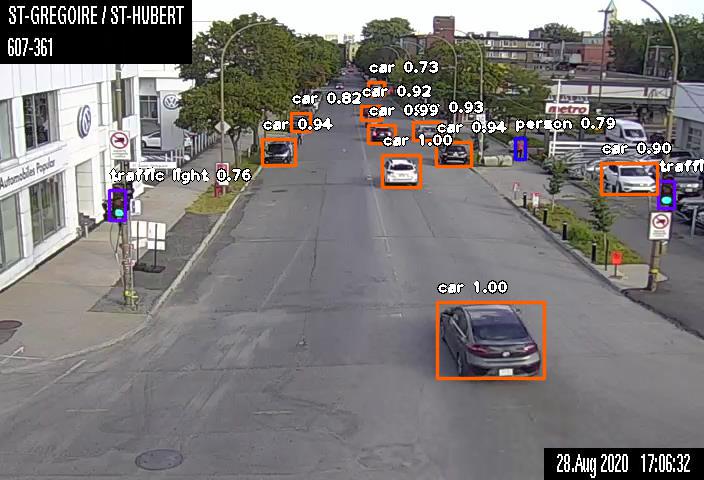 ST-GREGOIRE / ST-HUBERT
607-361
car 0.73
car 0.92
car 0.82
car 0.99
0.93
car 0.94
car 0.94
person 0.79
metro
car 1.00
car 0.90
traffic light 0.76
traff
Automobiles Popular
car 1.00
28.Aug 2020 17:06:32